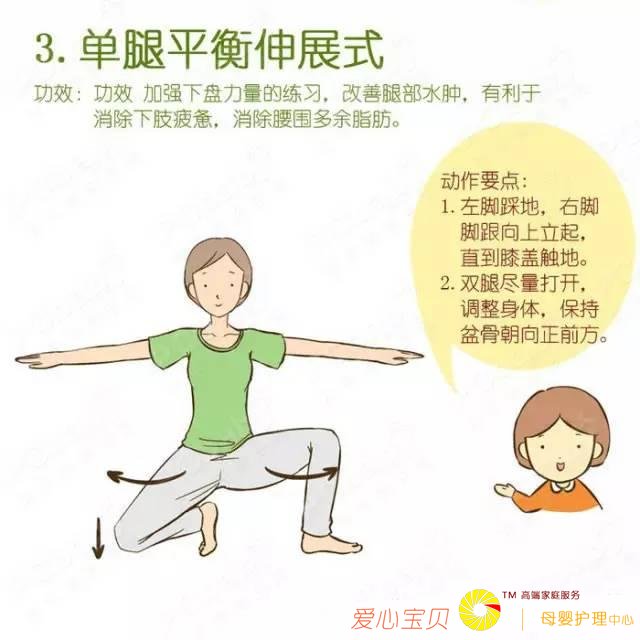 3.单腿平衡伸展式
功效：功效 加强下盘力量的练习，改善腿部水肿，有利于
消除下肢疲惫，消除腰围多余脂肪。
动作要点：
1.左脚踩地，右脚
脚跟向上立起，
直到膝盖触地。
2.双腿尽量打开，
调整身体，保持
盆骨朝向正前方。
爱心宝贝
TM 高端家庭服务
母婴护理中心